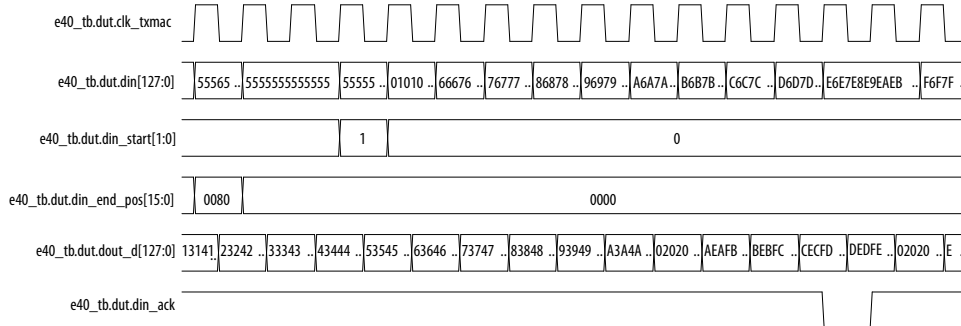 e40_tb.dut.clk_txmac
e40_tb.dut.din[127:0] 55565 .. 5555555555555 55555 .. 01010 .. 66676 .. 76777 .. 86878 .. 96979 .. A6A7A .. B6B7B .. C6C7C .. D6D7D.. E6E7E8E9EAEB .. F6F7F ..
e40_tb.dut.din_start[1:0] 1 0
e40_tb.dut.din_end_pos[15:0] 0080 0000
e40_tb.dut.dout_d[127:0] 13141.. 23242 .. 33343 .. 43444 .. 53545 .. 63646 .. 73747 .. 83848 .. 93949 .. A3A4A .. 02020 .. AEAFB .. BEBFC .. CECFD .. DEDFE .. 02020 .. E ..
e40_tb.dut.din_ack